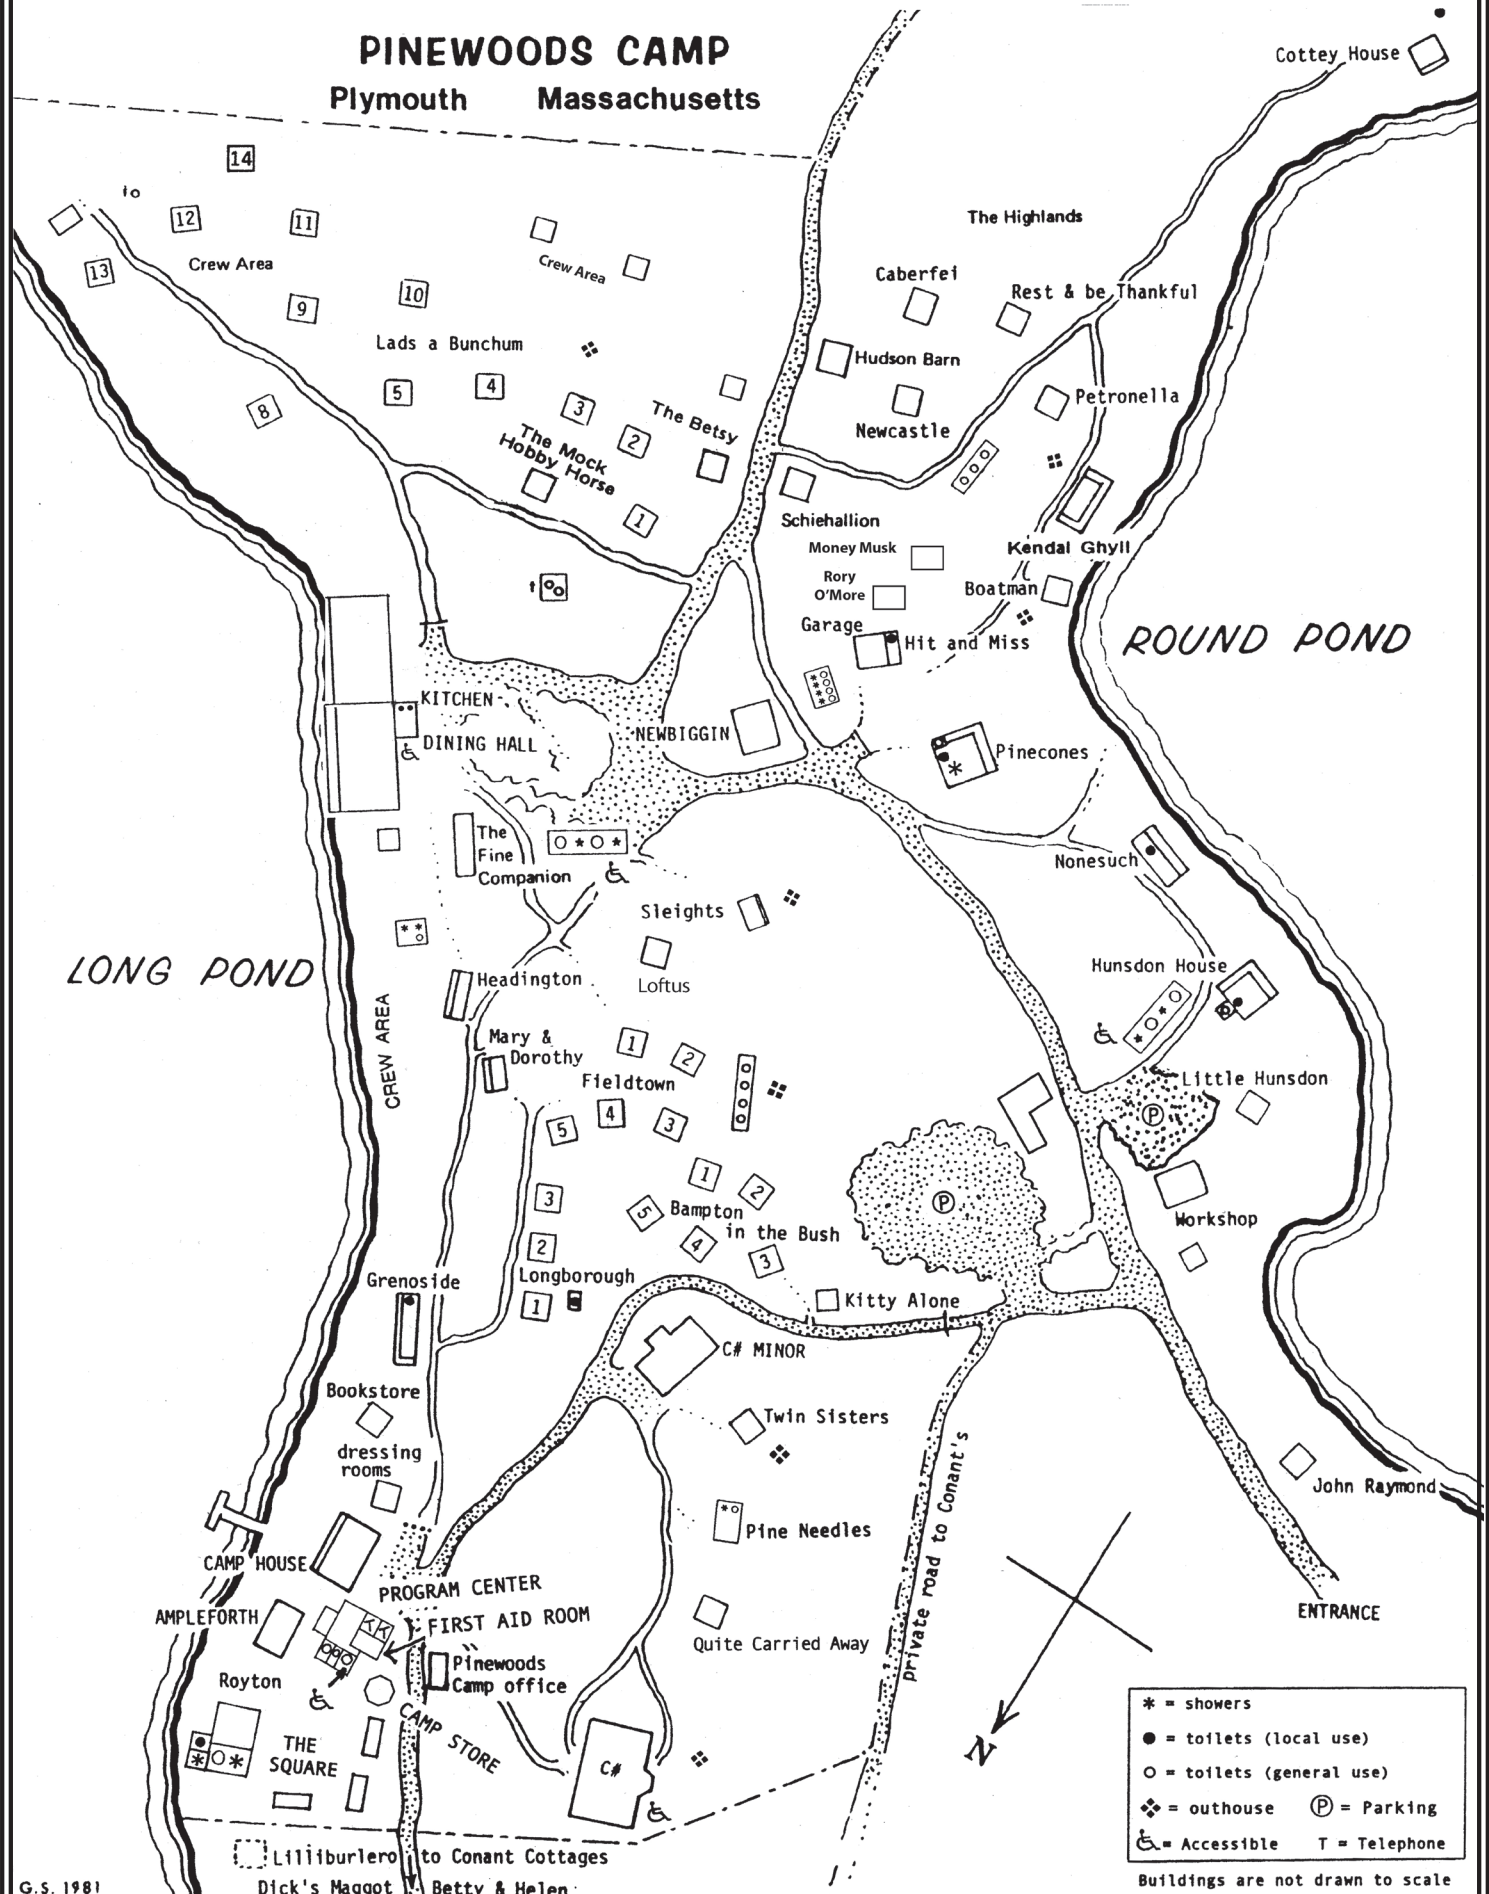 PINEWOODS CAMP
Plymouth Massachusetts
Cottey House
14
to
12
11
13
Crew Area
Crew Area
9
10
The Highlands
Caberfei
Rest & be Thankful
Lads a Bunchum
Hudson Barn
5
4
3
2
8
The Betsy
Petronella
Newcastle
The Mock
Hobby Horse
1
Schiehallion
Money Musk
Kendal Ghyll
Rory
O'More
Boatman
Garage
Hit and Miss
ROUND POND
KITCHEN
DINING HALL
NEWBIGGIN
Pinecones
The
Fine
Companion
Nonesuch
Sleights
LONG POND
Loftus
Headington
Hunsdon House
CREW AREA
Mary &
Dorothy
1
2
Fieldtown
5
4
3
Little Hunsdon
P
P
1
2
3
5
Bampton
in the Bush
4
3
2
Workshop
Grenoside
Longborough
1
Kitty Alone
C# MINOR
Bookstore
Twin Sisters
dressing
rooms
private road to Conant's
John Raymond
Pine Needles
CAMP HOUSE
PROGRAM CENTER
AMPLEFORTH
FIRST AID ROOM
ENTRANCE
Quite Carried Away
Pinewoods
Camp office
Royton
CAMP STORE
THE
SQUARE
C#
N
* = showers
● = toilets (local use)
○ = toilets (general use)
= outhouse P = Parking
= Accessible T = Telephone
Buildings are not drawn to scale
Lilliburlero to Conant Cottages
Dick's Maggot Betty & Helen
G.S. 1981